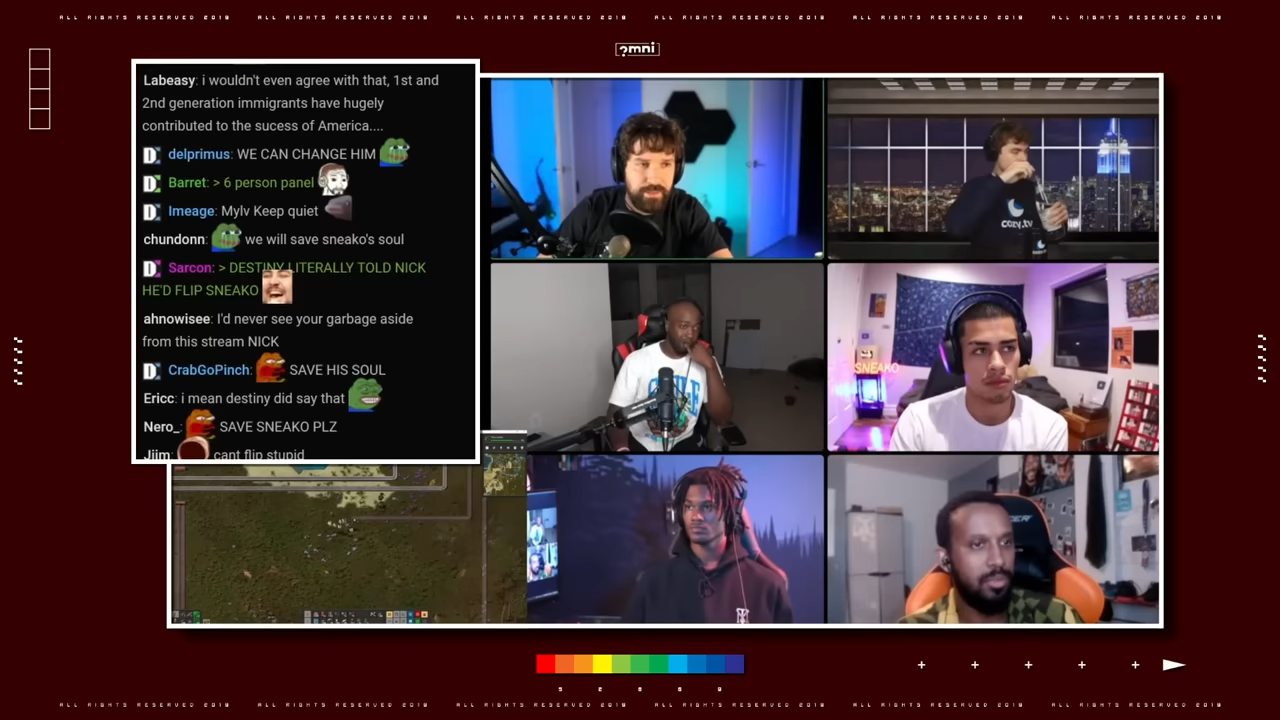 ALL RIGHTS RESERVED 2019 ALL RIGHTS RESERVED 2019 ALL RIGHTS RESERVED 2019 ALL RIGHTS RESERVED 2019 ALL RIGHTS RESERVED 2019 ALL RIGHTS RESERVED 2019
?mni
Labeasy: i wouldn't even agree with that, 1st and
2nd generation immigrants have hugely
contributed to the sucess of America....
D delprimus: WE CAN CHANGE HIM
D Barret: > 6 person panel
D Imeage: Mylv Keep quiet
chundonn: we will save sneako's soul
D Sarcon: > DESTINY LITERALLY TOLD NICK
HE'D FLIP SNEAKO
ahnowisee: I'd never see your garbage aside
from this stream NICK
D CrabGoPinch: SAVE HIS SOUL
Ericc: i mean destiny did say that
Nero_: SAVE SNEAKO PLZ
Jiim: cant flip stupid
COZY.TV
SNEAKO
ALL RIGHTS RESERVED 2019 ALL RIGHTS RESERVED 2019 ALL RIGHTS RESERVED 2019 ALL RIGHTS RESERVED 2019 ALL RIGHTS RESERVED 2019 ALL RIGHTS RESERVED 2019